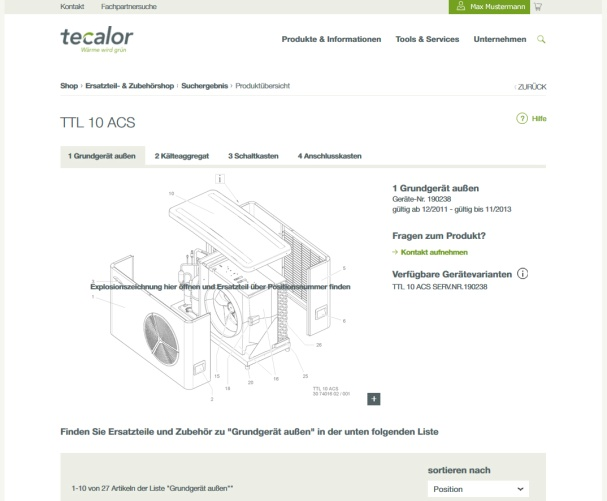 Kontakt Fachpartnersuche Max Mustermann
tecalor
Wärme wird grün
Produkte & Informationen Tools & Services Unternehmen
Shop Ersatzteil- & Zubehörshop Suchergebnis Produktübersicht ZURÜCK
TTL 10 ACS
? Hilfe
1 Grundgerät außen 2 Kälteaggregat 3 Schaltkasten 4 Anschlusskasten
i
10
3
1
5
6
26
15
18
28
16
25
2
Explosionszeichnung hier öffnen und Ersatzteil über Positionsnummer finden
TTL 10 ACS
+
1 Grundgerät außen
Geräte-Nr. 190238
gültig ab 12/2011 - gültig bis 11/2013
Fragen zum Produkt?
→ Kontakt aufnehmen
Verfügbare Gerätevarianten i
TTL 10 ACS SERV.NR.190238
Finden Sie Ersatzteile und Zubehör zu "Grundgerät außen" in der unten folgenden Liste
sortieren nach
1-10 von 27 Artikeln der Liste "Grundgerät außen""
Position